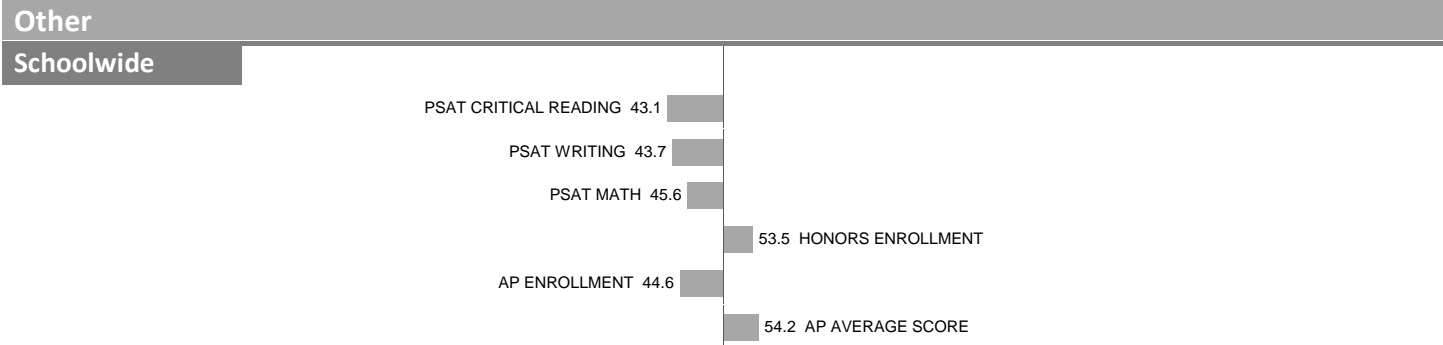 Other
Schoolwide
PSAT CRITICAL READING 43.1
PSAT WRITING 43.7
PSAT MATH 45.6
53.5 HONORS ENROLLMENT
AP ENROLLMENT 44.6
54.2 AP AVERAGE SCORE